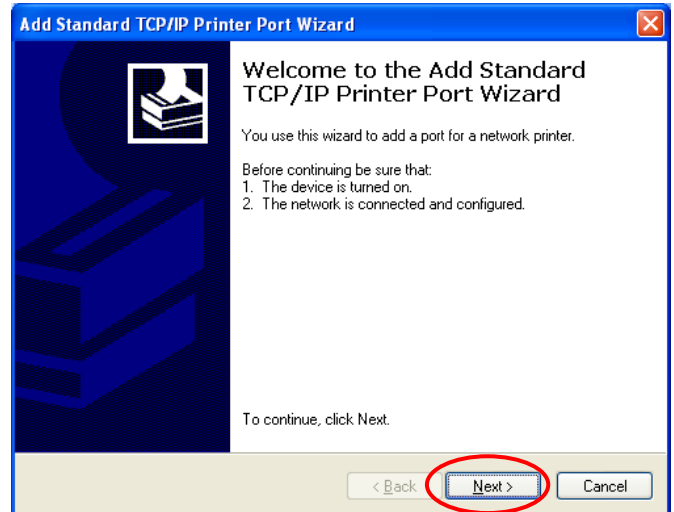 Add Standard TCP/IP Printer Port Wizard
Welcome to the Add Standard
TCP/IP Printer Port Wizard
You use this wizard to add a port for a network printer.
Before continuing be sure that:
1. The device is turned on.
2. The network is connected and configured.
To continue, click Next.
< Back
Next >
Cancel